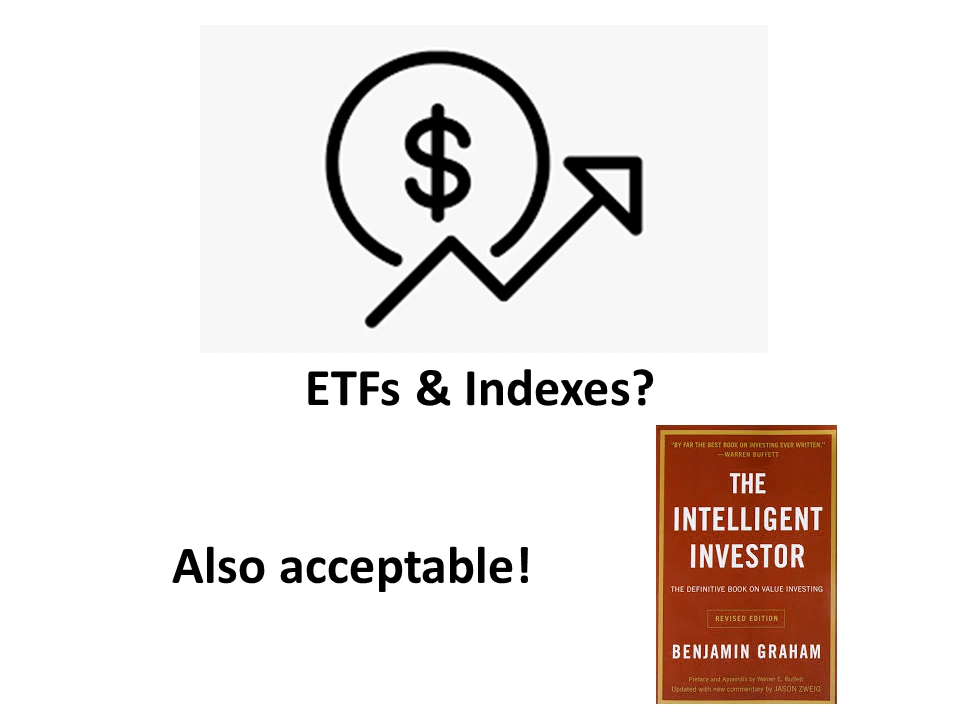 $
ETFs & Indexes?
"BY FAR THE BEST BOOK ON INVESTING EVER WRITTEN."
—WARREN BUFFETT
THE
INTELLIGENT
INVESTOR
THE DEFINITIVE BOOK ON VALUE INVESTING
REVISED EDITION
BENJAMIN GRAHAM
Preface and Appendix by Warren E. Buffett
Updated with new commentary by JASON ZWEIG
Also acceptable!